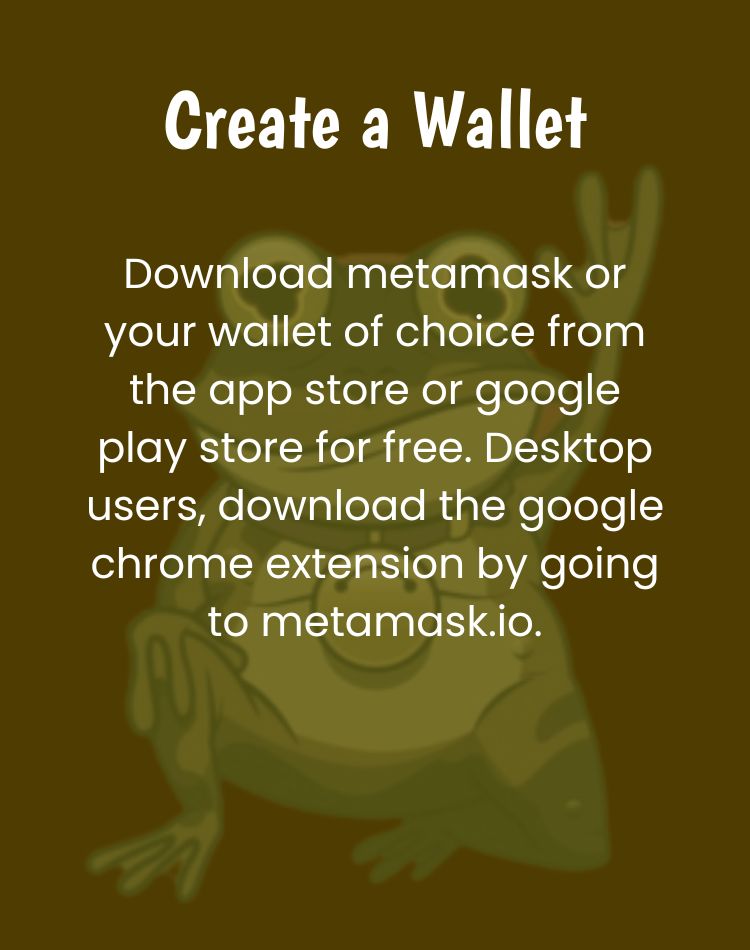 Create a Wallet
Download metamask or
your wallet of choice from
the app store or google
play store for free. Desktop
users, download the google
chrome extension by going
to metamask.io.